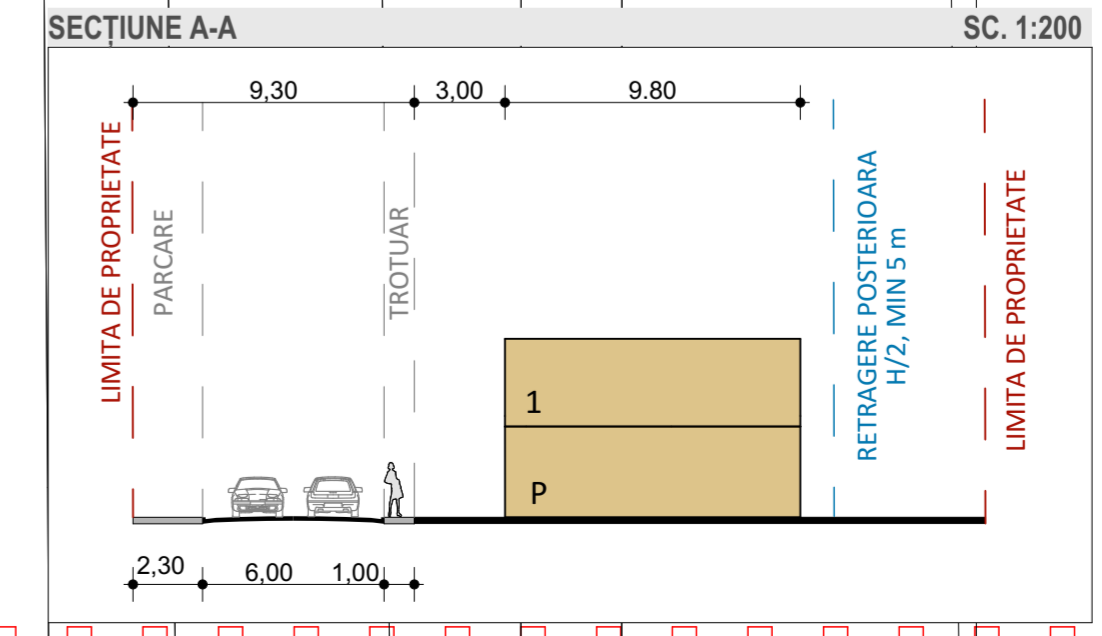 SECȚIUNE A-A
SC. 1:200
9,30
3,00
9.80
LIMITA DE PROPRIETATE
PARCARE
TROTUAR
RETRAGERE POSTERIOARA
H/2, MIN 5 m
LIMITA DE PROPRIETATE
1
P
2,30
6,00
1,00